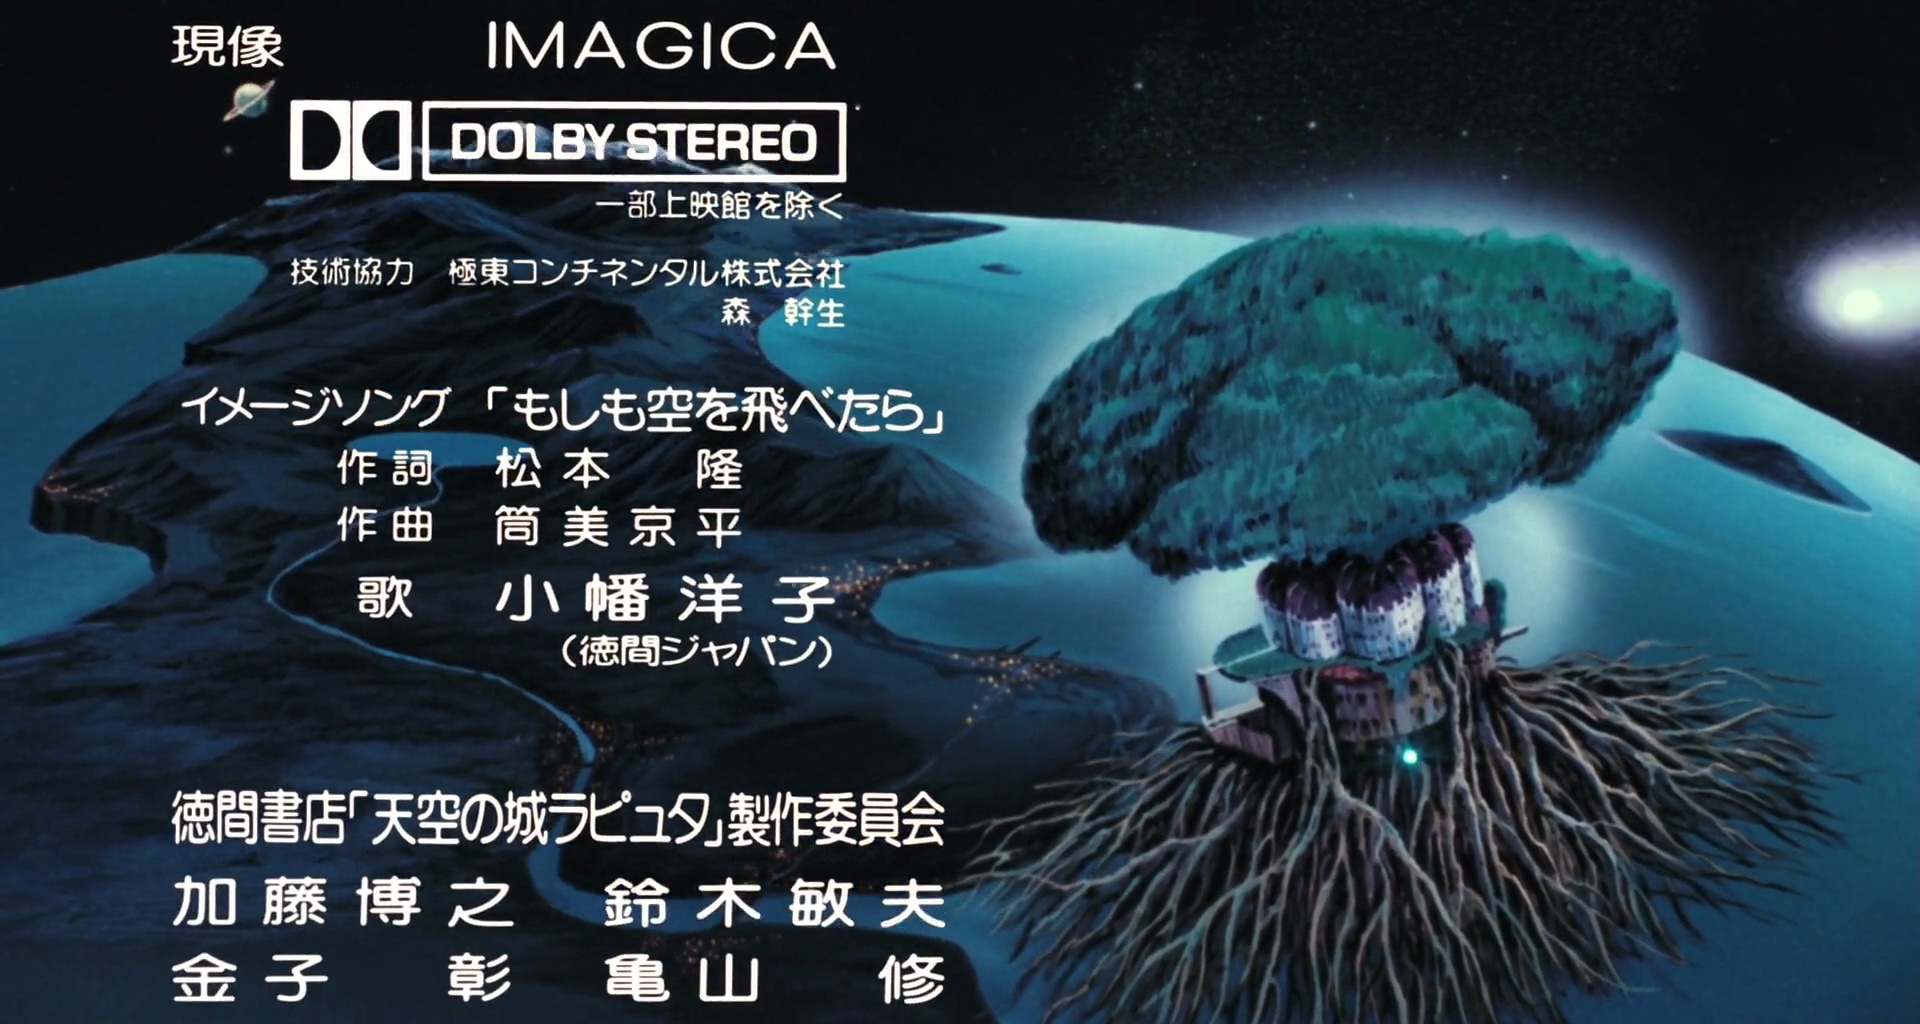 現像 IMAGICA
DOLBY STEREO
一部上映館を除く
技術協力 極東コンチネンタル株式会社
森 幹生
イメージソング 「もしも空を飛べたら」
作詞 松本 隆
作曲 筒美京平
歌 小幡洋子
(徳間ジャパン)
徳間書店「天空の城ラピュタ」製作委員会
加藤博之 鈴木敏夫
金子 彰 亀山 修